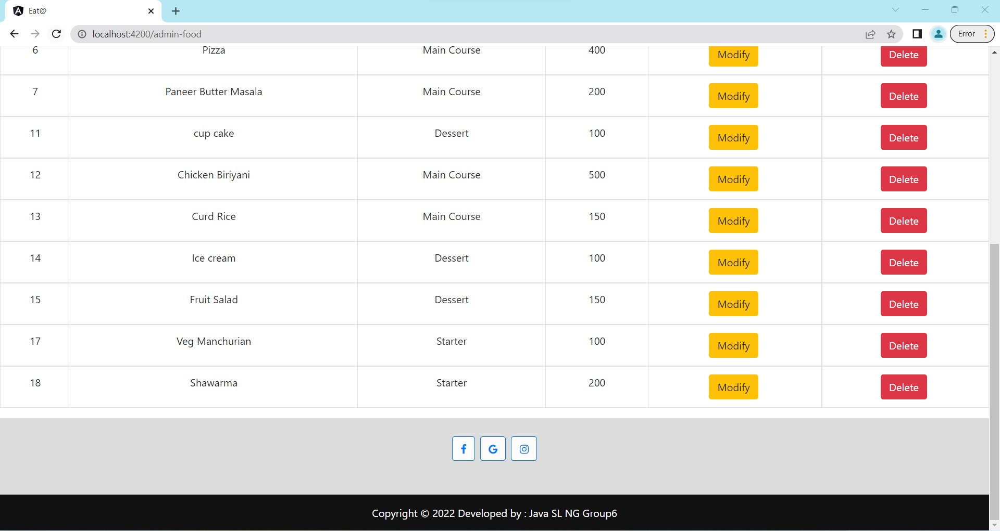 Eat@
localhost:4200/admin-food
Error
6 Pizza Main Course 400 Modify Delete
7 Paneer Butter Masala Main Course 200 Modify Delete
11 cup cake Dessert 100 Modify Delete
12 Chicken Biriyani Main Course 500 Modify Delete
13 Curd Rice Main Course 150 Modify Delete
14 Ice cream Dessert 100 Modify Delete
15 Fruit Salad Dessert 150 Modify Delete
17 Veg Manchurian Starter 100 Modify Delete
18 Shawarma Starter 200 Modify Delete
Copyright © 2022 Developed by : Java SL NG Group6